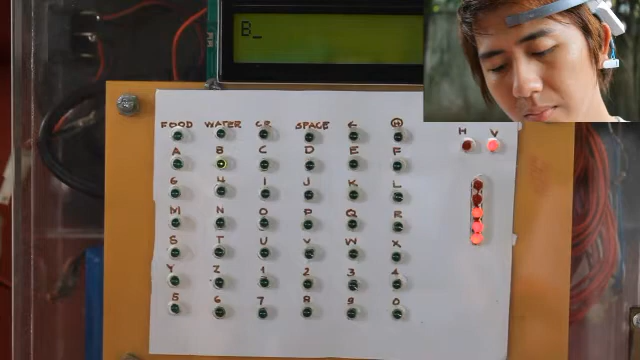 B_
FOOD WATER CR SPACE ← Ⓗ
H V
A B C D E F
G H I J K L
M N O P Q R
S T U V W X
Y Z 1 2 3 4
5 6 7 8 9 0